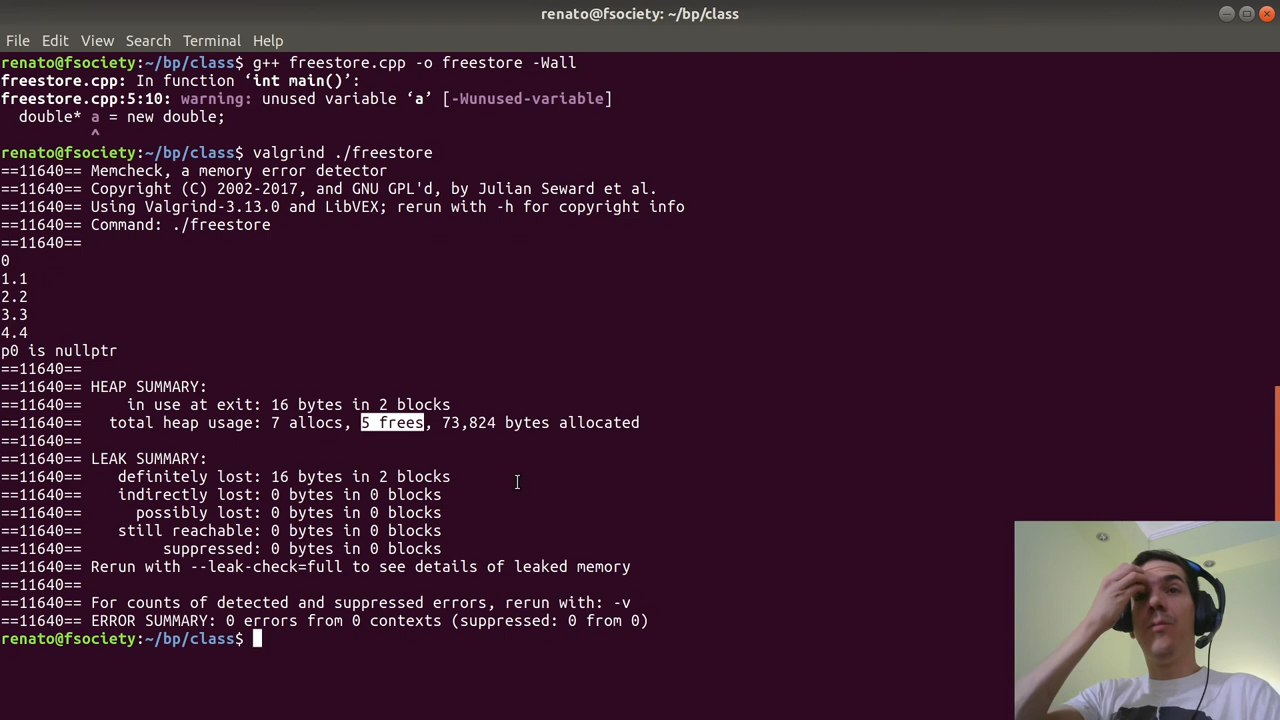 renato@fsociety: ~/bp/class
File Edit View Search Terminal Help
renato@fsociety:~/bp/class$ g++ freestore.cpp -o freestore -Wall
freestore.cpp: In function ‘int main()’:
freestore.cpp:5:10: warning: unused variable ‘a’ [-Wunused-variable]
  double* a = new double;
          ^
renato@fsociety:~/bp/class$ valgrind ./freestore
==11640== Memcheck, a memory error detector
==11640== Copyright (C) 2002-2017, and GNU GPL'd, by Julian Seward et al.
==11640== Using Valgrind-3.13.0 and LibVEX; rerun with -h for copyright info
==11640== Command: ./freestore
==11640==
0
1.1
2.2
3.3
4.4
p0 is nullptr
==11640==
==11640== HEAP SUMMARY:
==11640==     in use at exit: 16 bytes in 2 blocks
==11640==   total heap usage: 7 allocs, 5 frees, 73,824 bytes allocated
==11640==
==11640== LEAK SUMMARY:
==11640==    definitely lost: 16 bytes in 2 blocks
==11640==    indirectly lost: 0 bytes in 0 blocks
==11640==      possibly lost: 0 bytes in 0 blocks
==11640==    still reachable: 0 bytes in 0 blocks
==11640==         suppressed: 0 bytes in 0 blocks
==11640== Rerun with --leak-check=full to see details of leaked memory
==11640==
==11640== For counts of detected and suppressed errors, rerun with: -v
==11640== ERROR SUMMARY: 0 errors from 0 contexts (suppressed: 0 from 0)
renato@fsociety:~/bp/class$